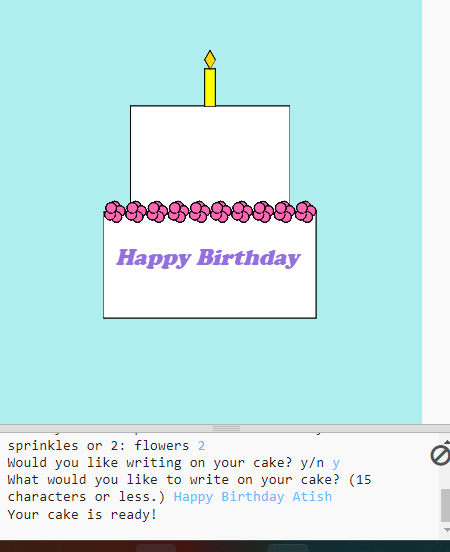 Happy Birthday
sprinkles or 2: flowers 2
Would you like writing on your cake? y/n y
What would you like to write on your cake? (15
characters or less.) Happy Birthday Atish
Your cake is ready!